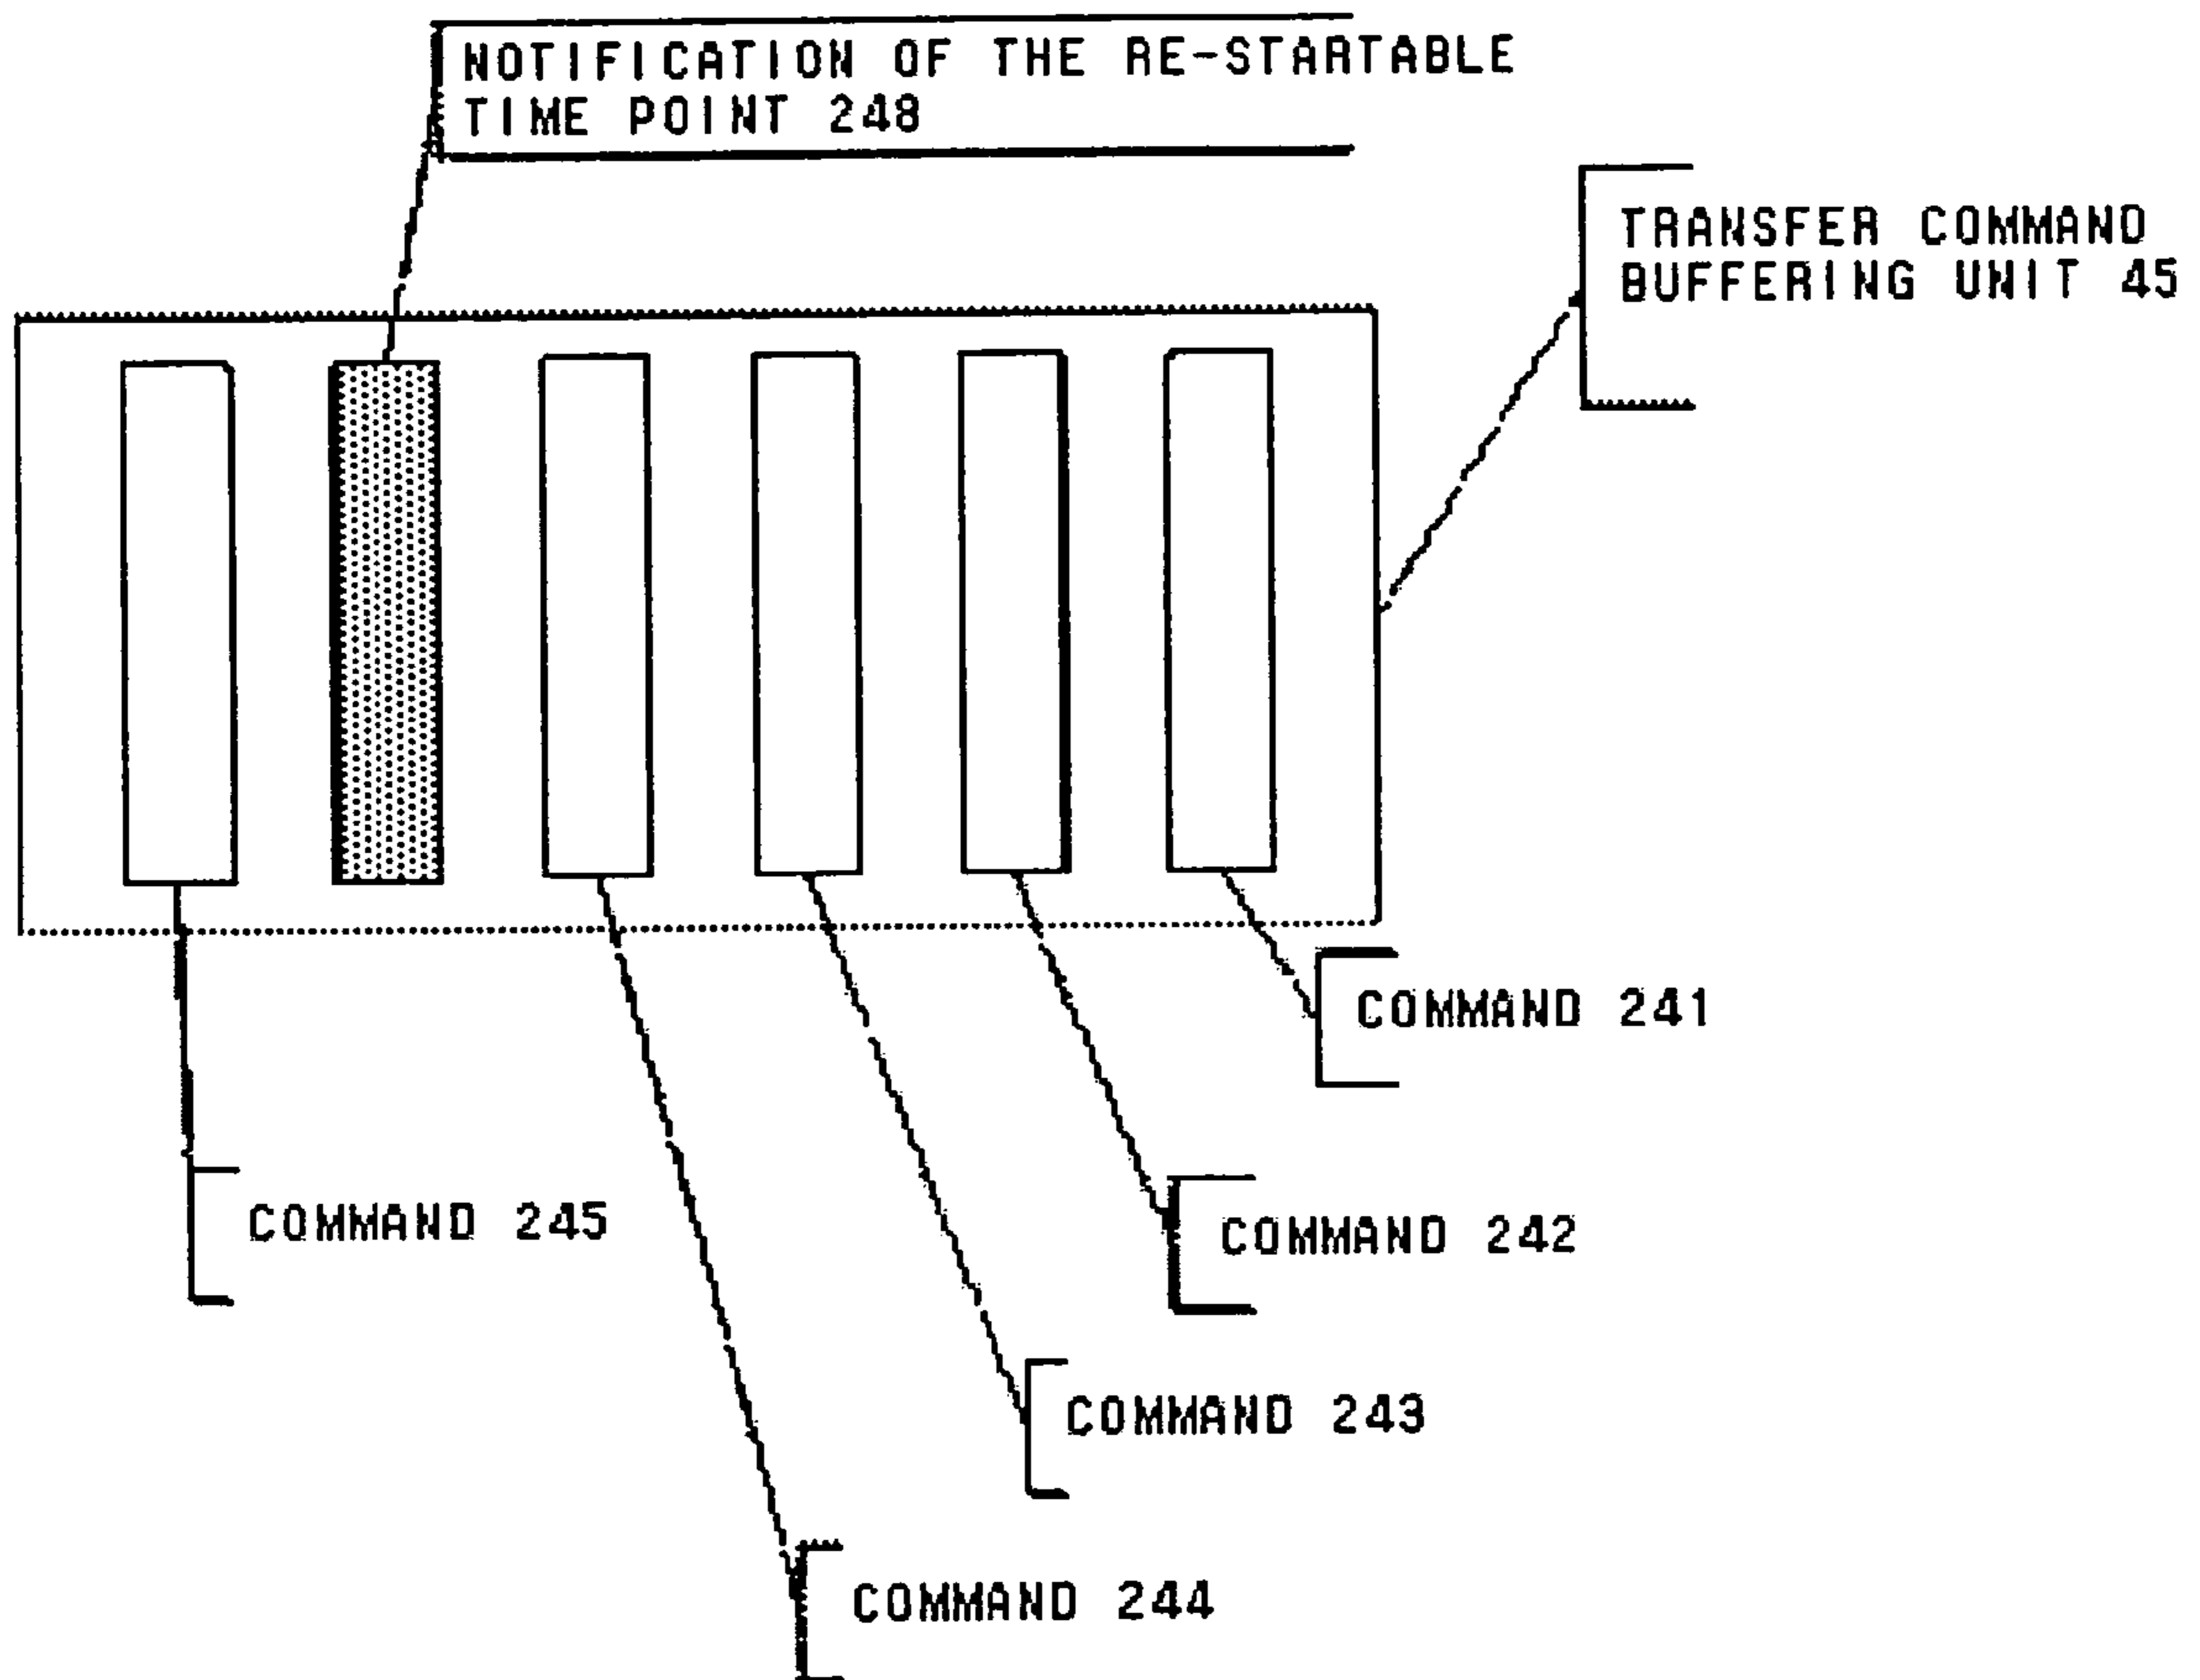 NOTIFICATION OF THE RE-STARTABLE
TIME POINT 248
TRANSFER COMMAND
BUFFERING UNIT 45
COMMAND 241
COMMAND 245
COMMAND 242
COMMAND 243
COMMAND 244